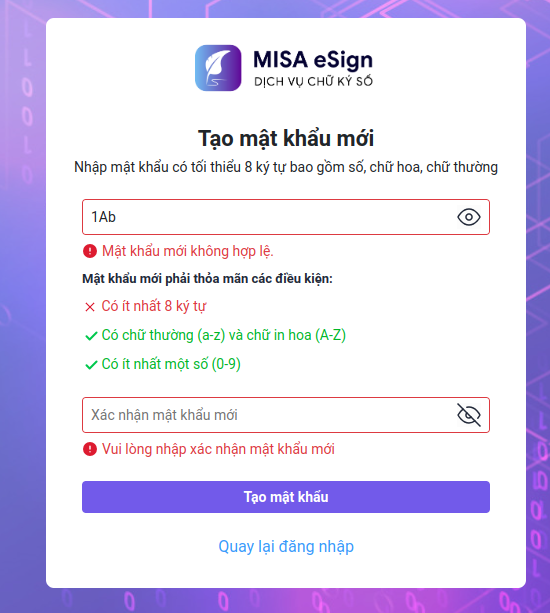 MISA eSign
DỊCH VỤ CHỮ KÝ SỐ
Tạo mật khẩu mới
Nhập mật khẩu có tối thiểu 8 ký tự bao gồm số, chữ hoa, chữ thường
1Ab
Mật khẩu mới không hợp lệ.
Mật khẩu mới phải thỏa mãn các điều kiện:
Có ít nhất 8 ký tự
Có chữ thường (a-z) và chữ in hoa (A-Z)
Có ít nhất một số (0-9)
Xác nhận mật khẩu mới
Vui lòng nhập xác nhận mật khẩu mới
Tạo mật khẩu
Quay lại đăng nhập